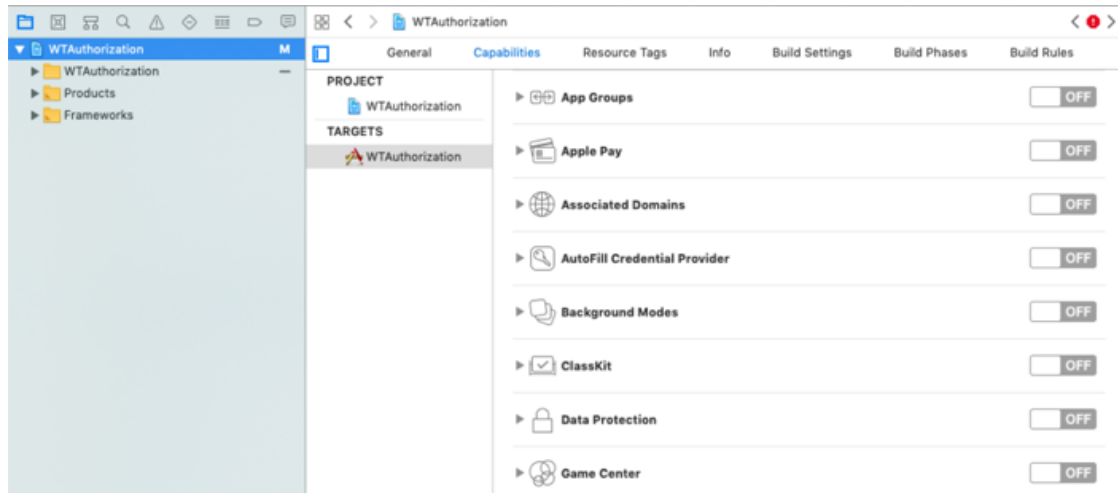 WTAuthorization
WTAuthorization M
General Capabilities Resource Tags Info Build Settings Build Phases Build Rules
WTAuthorization
Products
Frameworks
PROJECT
WTAuthorization
TARGETS
WTAuthorization
App Groups OFF
Apple Pay OFF
Associated Domains OFF
AutoFill Credential Provider OFF
Background Modes OFF
ClassKit OFF
Data Protection OFF
Game Center OFF